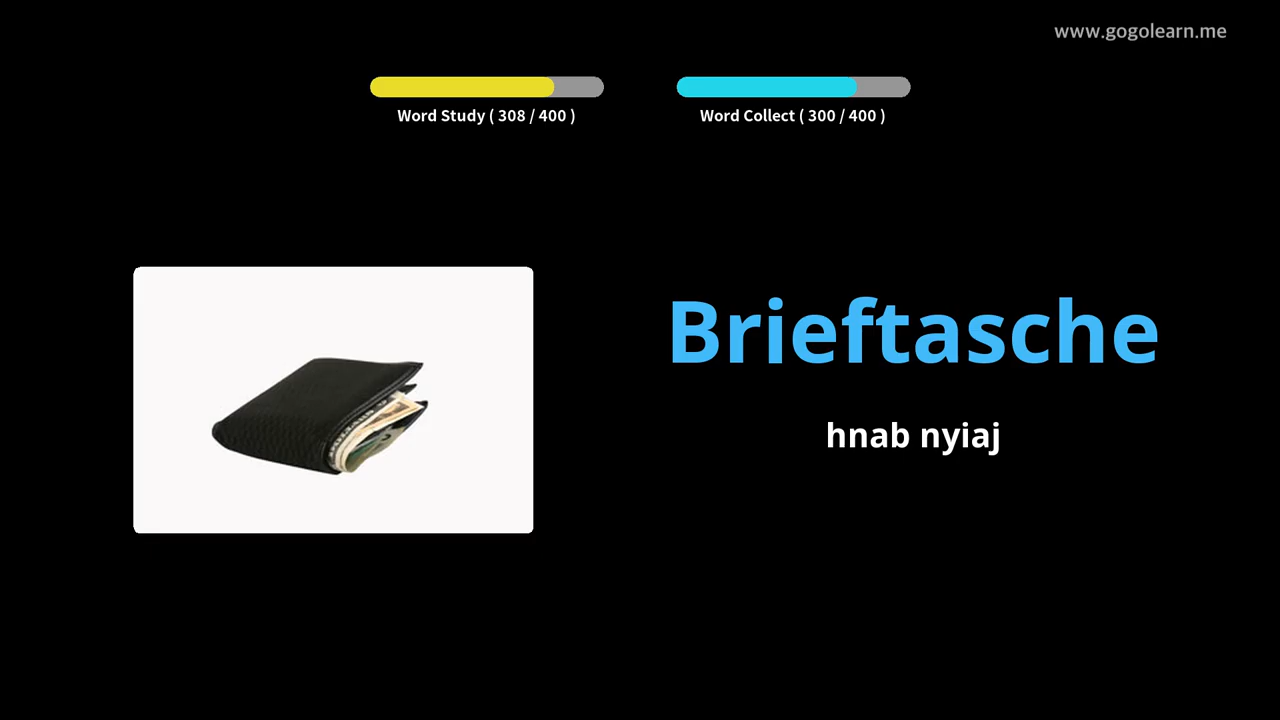 www.gogolearn.me
Word Study ( 308 / 400 )
Word Collect ( 300 / 400 )
Brieftasche
hnab nyiaj